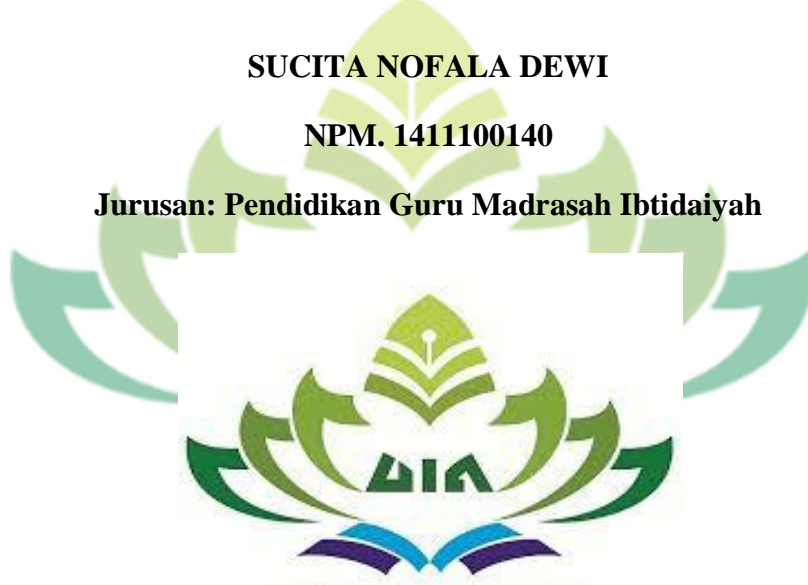 SUCITA NOFALA DEWI
NPM. 1411100140
Jurusan: Pendidikan Guru Madrasah Ibtidaiyah
UIN